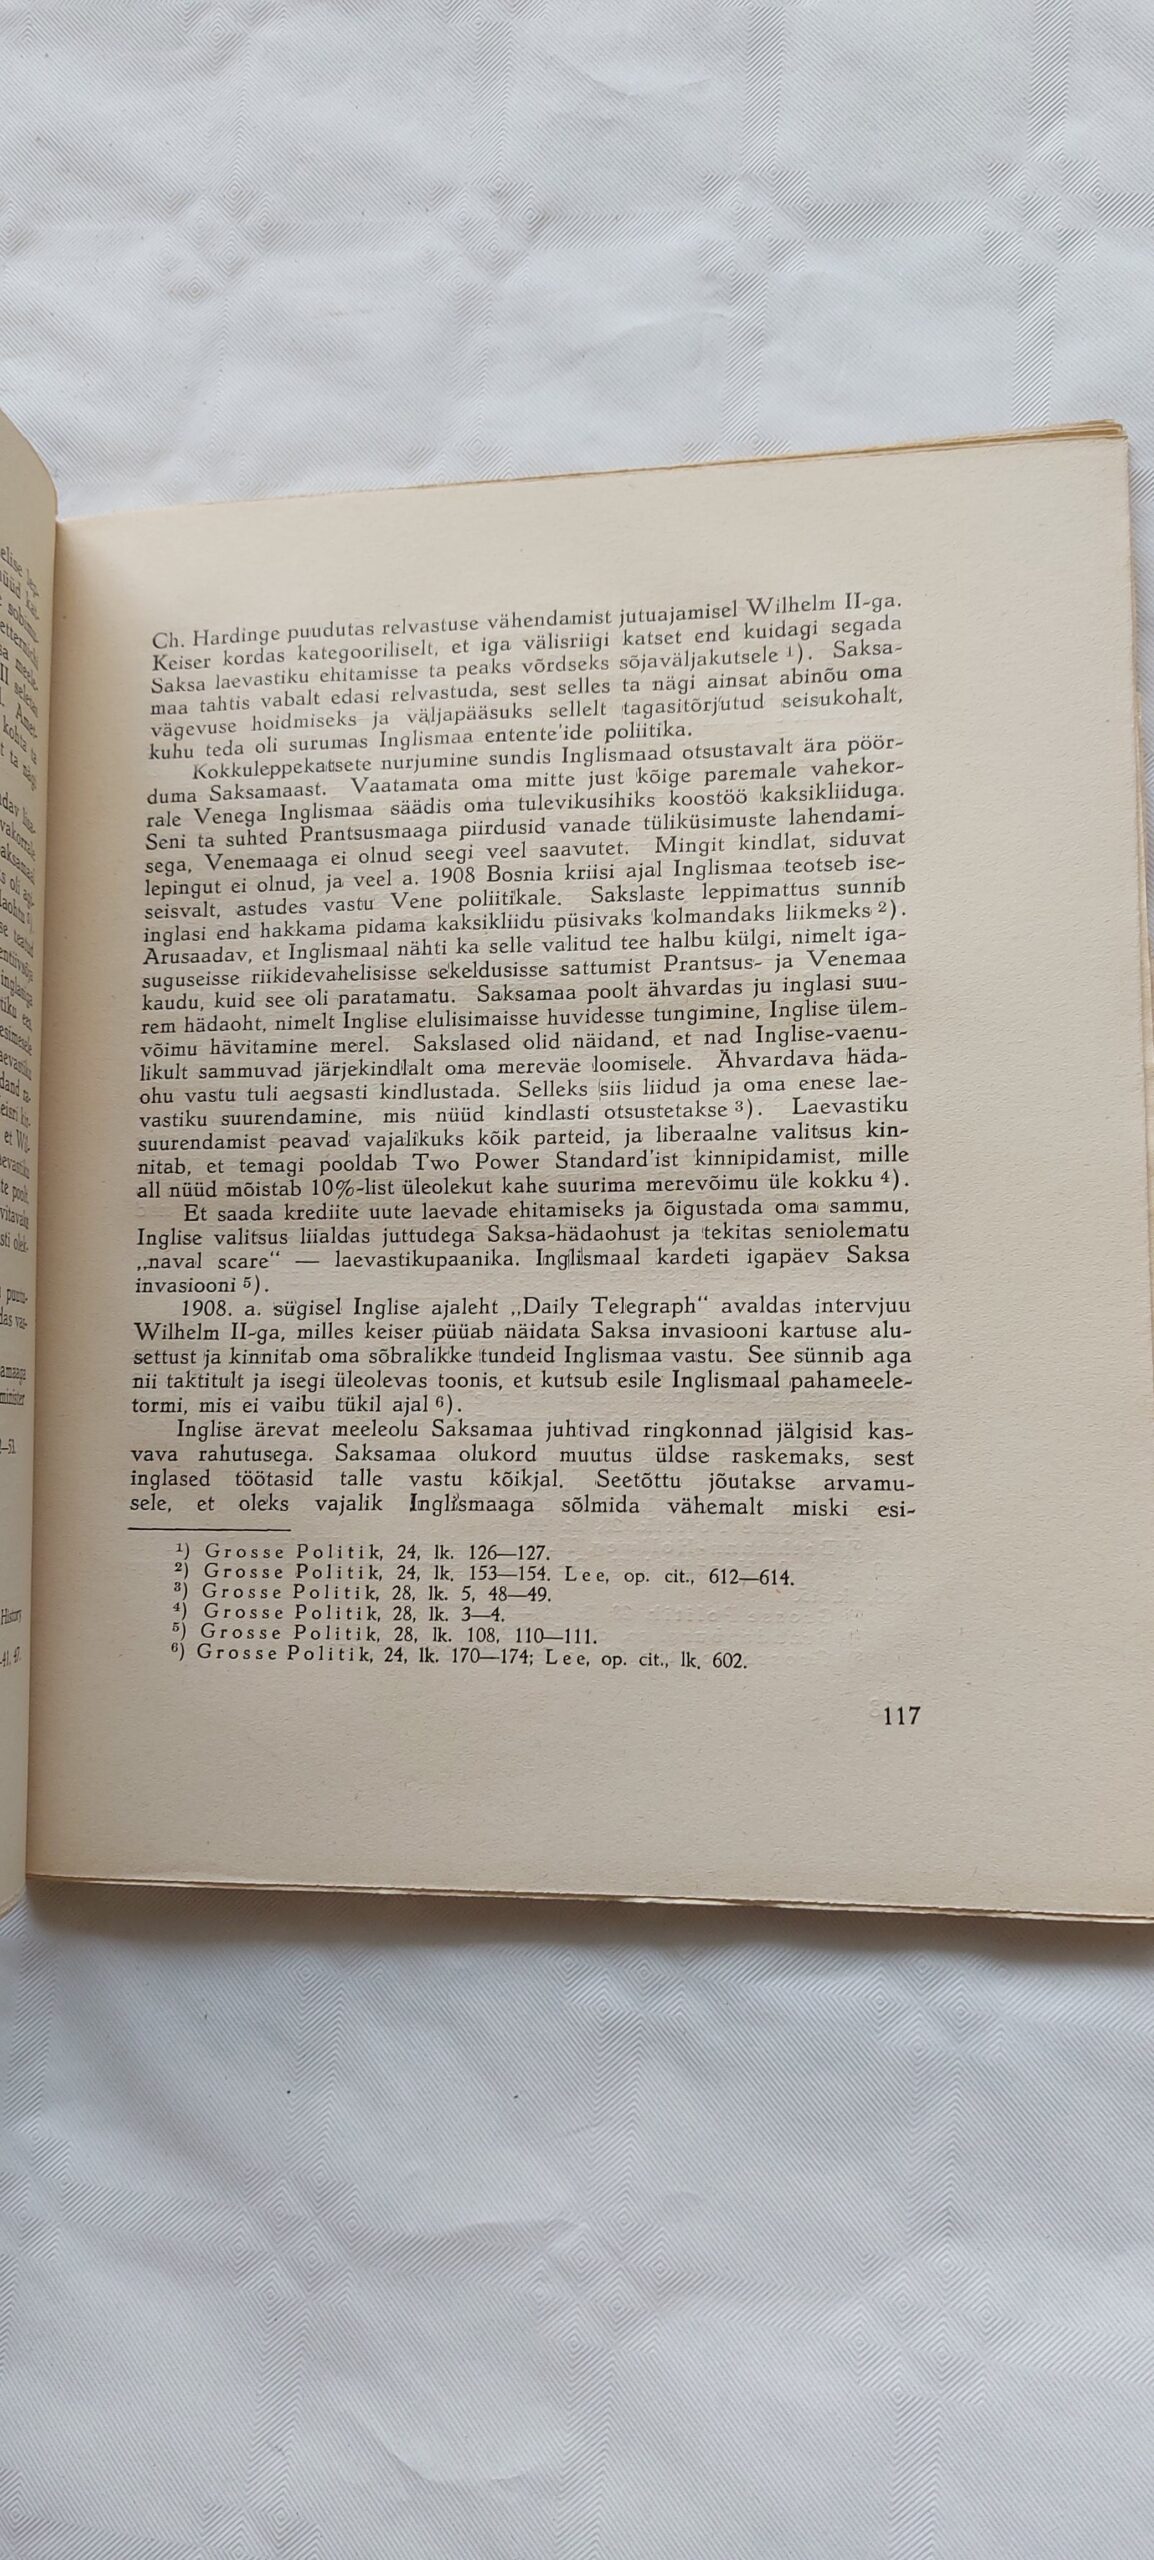 Ch. Hardinge puudutas relvastuse vähendamist jutuajamisel Wilhelm II-ga.
Keiser kordas kategooriliselt, et iga välisriigi katset end kuidagi segada
Saksa laevastiku ehitamisse ta peaks võrdseks sõjaväljakutsele ¹). Saksa-
maa tahtis vabalt edasi relvastuda, sest selles ta nägi ainsat abinõu oma
vägevuse hoidmiseks ja väljapääsuks sellelt tagasitõrjutud seisukohalt,
kuhu teda oli surumas Inglismaa entente'ide poliitika.
Kokkuleppekatsete nurjumine sundis Inglismaad otsustavalt ära pöör-
duma Saksamaast. Vaatamata oma mitte just kõige paremale vahekor-
rale Venega Inglismaa säädis oma tulevikusihiks koostöö kaksikliiduga.
Seni ta suhted Prantsusmaaga piirdusid vanade tüliküsimuste lahendami-
sega, Venemaaga ei olnud seegi veel saavutet. Mingit kindlat, siduvat
lepingut ei olnud, ja veel a. 1908 Bosnia kriisi ajal Inglismaa teotseb ise-
seisvalt, astudes vastu Vene poliitikale. Sakslaste leppimattus sunnib
inglasi end hakkama pidama kaksikliidu püsivaks kolmandaks liikmeks ²).
Arusaadav, et Inglismaal nähti ka selle valitud tee halbu külgi, nimelt iga-
suguseisse riikidevahelisisse sekeldusisse sattumist Prantsus- ja Venemaa
kaudu, kuid see oli paratamatu. Saksamaa poolt ähvardas ju inglasi suu-
rem hädaoht, nimelt Inglise elulisimaisse huvidesse tungimine, Inglise ülem-
võimu hävitamine merel. Sakslased olid näidand, et nad Inglise-vaenu-
likult sammuvad järjekindlalt oma mereväe loomisele. Ähvardava häda-
ohu vastu tuli aegsasti kindlustada. Selleks siis liidud ja oma enese lae-
vastiku suurendamine, mis nüüd kindlasti otsustetakse ³). Laevastiku
suurendamist peavad vajalikuks kõik parteid, ja liberaalne valitsus kin-
nitab, et temagi pooldab Two Power Standard'ist kinnipidamist, mille
all nüüd mõistab 10%-list üleolekut kahe suurima merevõimu üle kokku ⁴).
Et saada krediite uute laevade ehitamiseks ja õigustada oma sammu,
Inglise valitsus liialdas juttudega Saksa-hädaohust ja tekitas seniolematu
„naval scare“ — laevastikupaanika. Inglismaal kardeti igapäev Saksa
invasiooni ⁵).
1908. a. sügisel Inglise ajaleht „Daily Telegraph“ avaldas intervjuu
Wilhelm II-ga, milles keiser püüab näidata Saksa invasiooni kartuse alu-
settust ja kinnitab oma sõbralikke tundeid Inglismaa vastu. See sünnib aga
nii taktitult ja isegi üleolevas toonis, et kutsub esile Inglismaal pahameele-
tormi, mis ei vaibu tükil ajal ⁶).
Inglise ärevat meeleolu Saksamaa juhtivad ringkonnad jälgisid kas-
vava rahutusega. Saksamaa olukord muutus üldse raskemaks, sest
inglased töötasid talle vastu kõikjal. Seetõttu jõutakse arvamu-
sele, et oleks vajalik Inglismaaga sõlmida vähemalt miski esi-
¹) Grosse Politik, 24, lk. 126—127.
²) Grosse Politik, 24, lk. 153—154. Lee, op. cit., 612—614.
³) Grosse Politik, 28, lk. 5, 48—49.
⁴) Grosse Politik, 28, lk. 3—4.
⁵) Grosse Politik, 28, lk. 108, 110—111.
⁶) Grosse Politik, 24, lk. 170—174; Lee, op. cit., lk. 602.
117